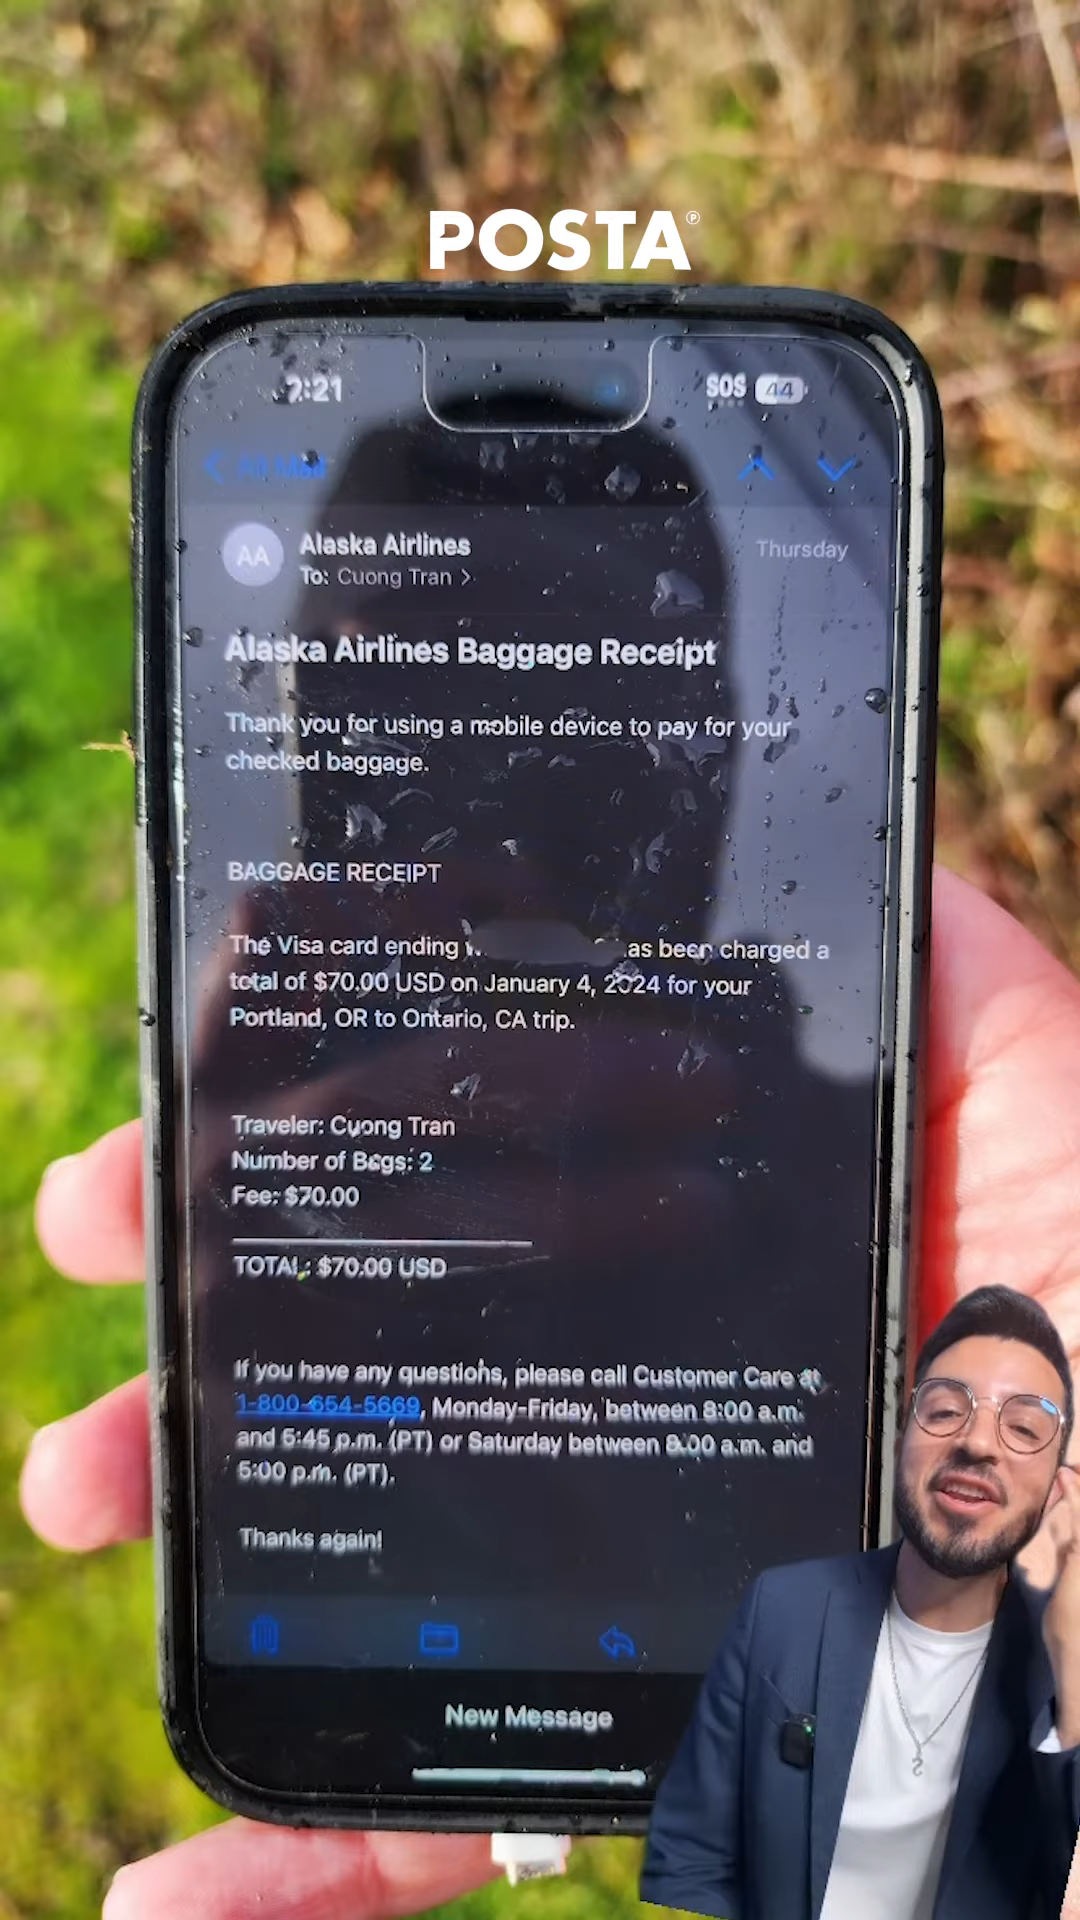 POSTA®
2:21
SOS 44
All Mail
AA
Alaska Airlines
Thursday
To: Cuong Tran >
Alaska Airlines Baggage Receipt
Thank you for using a mobile device to pay for your
checked baggage.
BAGGAGE RECEIPT
The Visa card ending been charged a
total of $70.00 USD on January 4, 2024 for your
Portland, OR to Ontario, CA trip.
Traveler: Cuong Tran
Number of Bags: 2
Fee: $70.00
TOTAL: $70.00 USD
If you have any questions, please call Customer Care at
1-800-654-5669, Monday-Friday, between 8:00 a.m.
and 5:45 p.m. (PT) or Saturday between 8:00 a.m. and
5:00 p.m. (PT).
Thanks again!
New Message